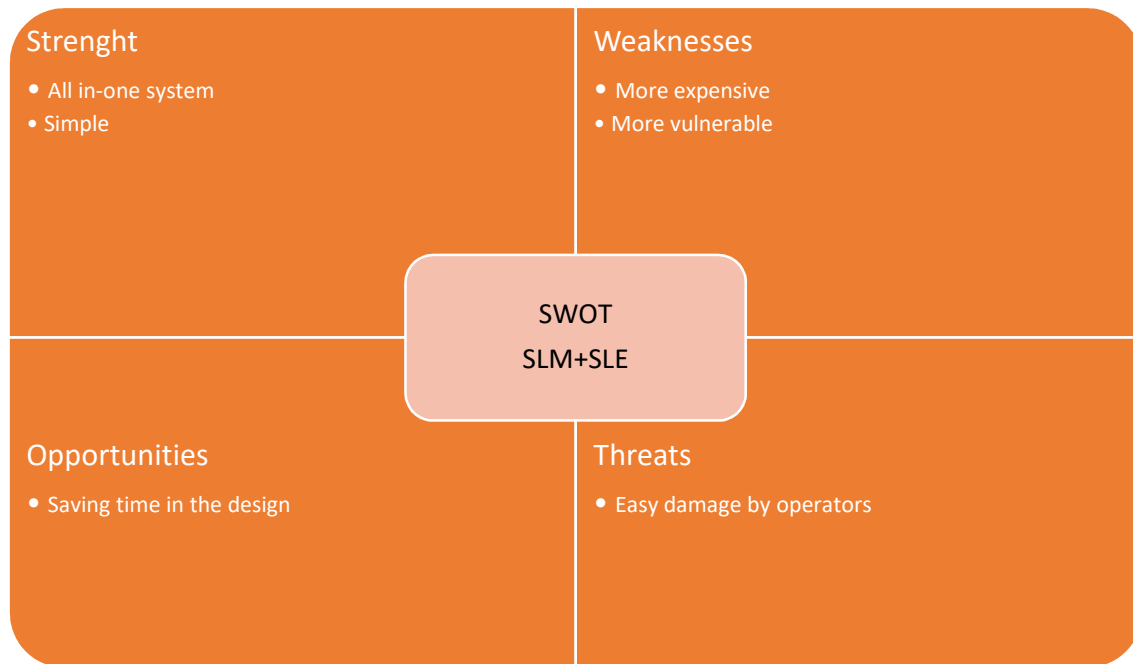 Strenght
• All in-one system
• Simple
Weaknesses
• More expensive
• More vulnerable
SWOT
SLM+SLE
Opportunities
• Saving time in the design
Threats
• Easy damage by operators